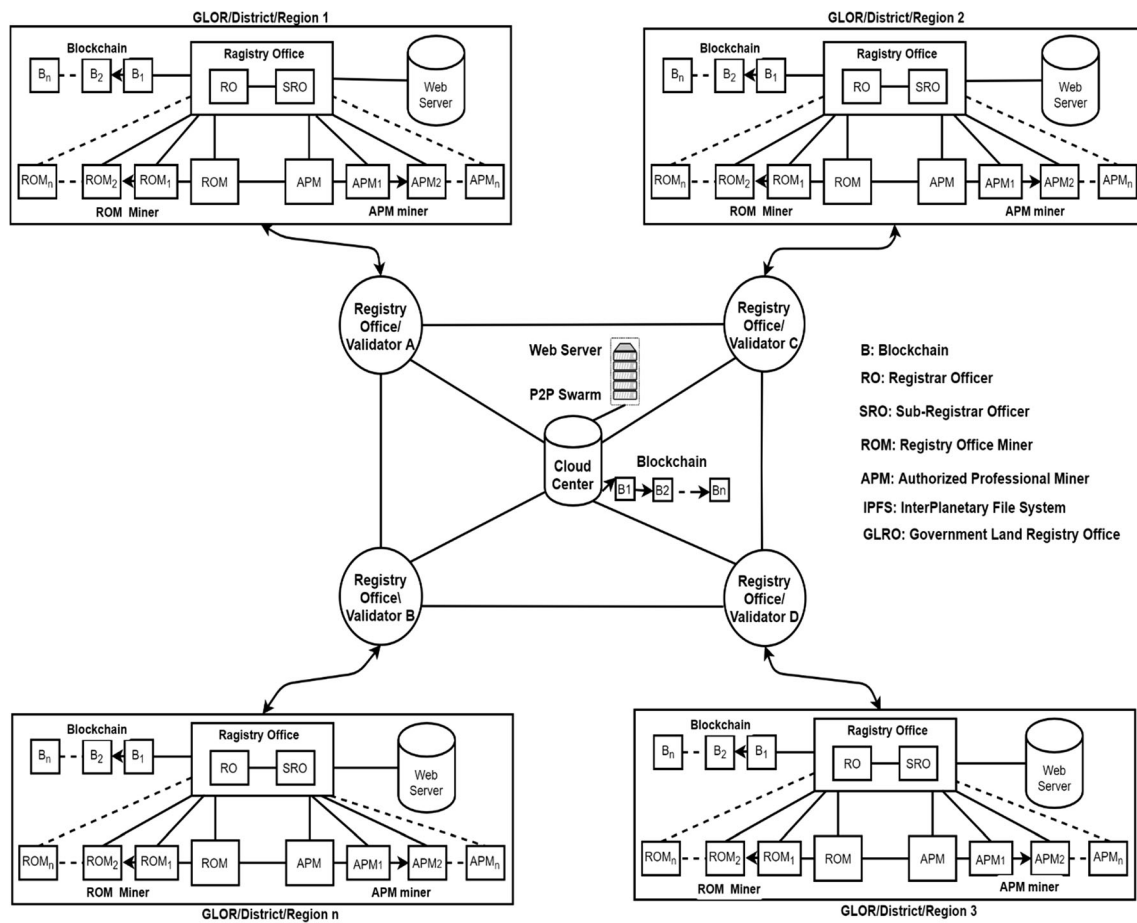 GLOR/District/Region 1
Blockchain
Ragistry Office
Bn
B2
B1
RO
SRO
Web
Server
ROMn
ROM2
ROM1
ROM
APM
APM1
APM2
APMn
ROM Miner
APM miner
GLOR/District/Region 2
Blockchain
Ragistry Office
Bn
B2
B1
RO
SRO
Web
Server
ROMn
ROM2
ROM1
ROM
APM
APM1
APM2
APMn
ROM Miner
APM miner
Registry
Office/
Validator A
Registry
Office/
Validator C
Web Server
P2P Swarm
Cloud
Center
Blockchain
B1
B2
Bn
B: Blockchain
RO: Registrar Officer
SRO: Sub-Registrar Officer
ROM: Registry Office Miner
APM: Authorized Professional Miner
IPFS: InterPlanetary File System
GLRO: Government Land Registry Office
Registry
Office\
Validator B
Registry
Office/
Validator D
Blockchain
Ragistry Office
Bn
B2
B1
RO
SRO
Web
Server
ROMn
ROM2
ROM1
ROM
APM
APM1
APM2
APMn
ROM Miner
APM miner
GLOR/District/Region n
Blockchain
Ragistry Office
Bn
B2
B1
RO
SRO
Web
Server
ROMn
ROM2
ROM1
ROM
APM
APM1
APM2
APMn
ROM Miner
APM miner
GLOR/District/Region 3